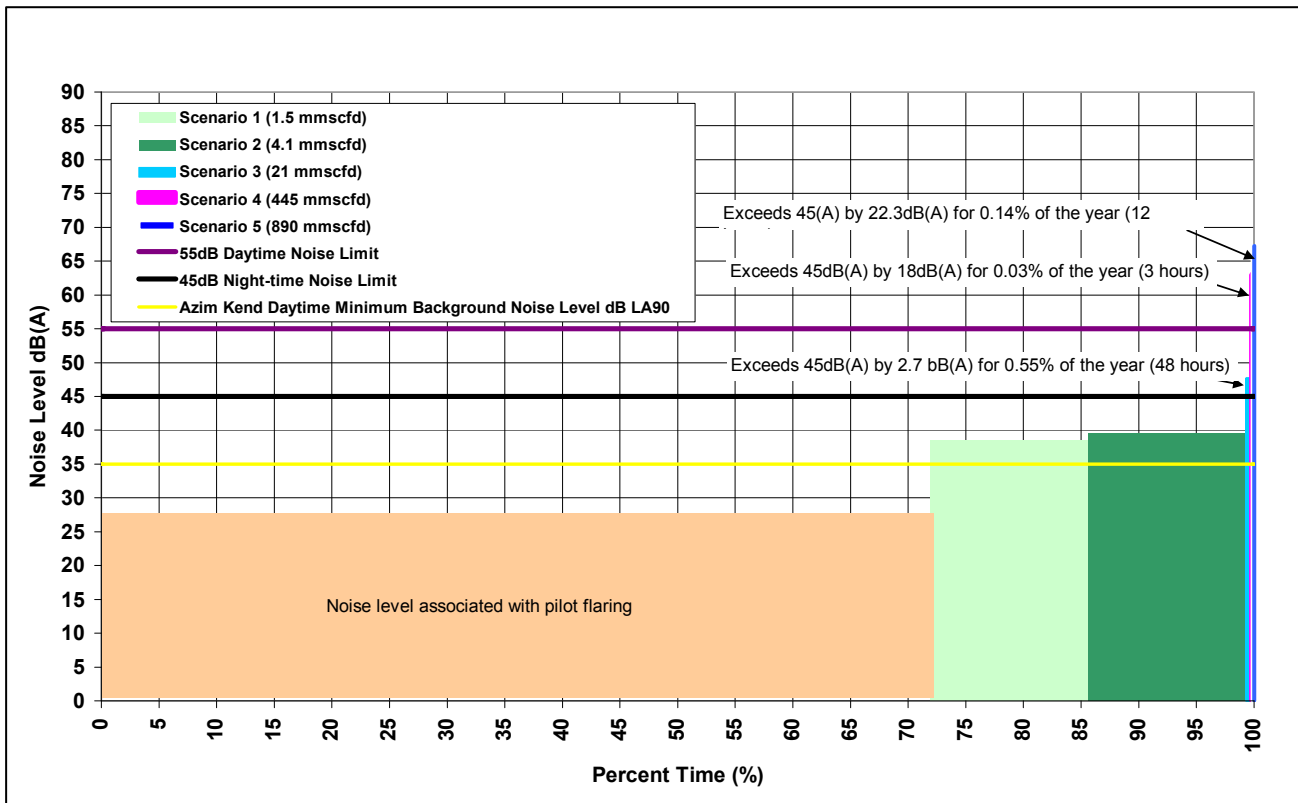 90
85
80
75
70
65
60
55
50
45
40
35
30
25
20
15
10
5
0
Noise Level dB(A)
Scenario 1 (1.5 mmscfd)
Scenario 2 (4.1 mmscfd)
Scenario 3 (21 mmscfd)
Scenario 4 (445 mmscfd)
Scenario 5 (890 mmscfd)
55dB Daytime Noise Limit
45dB Night-time Noise Limit
Azim Kend Daytime Minimum Background Noise Level dB LA90
Exceeds 45(A) by 22.3dB(A) for 0.14% of the year (12
Exceeds 45dB(A) by 18dB(A) for 0.03% of the year (3 hours)
Exceeds 45dB(A) by 2.7 bB(A) for 0.55% of the year (48 hours)
Noise level associated with pilot flaring
0 5 10 15 20 25 30 35 40 45 50 55 60 65 70 75 80 85 90 95 100
Percent Time (%)